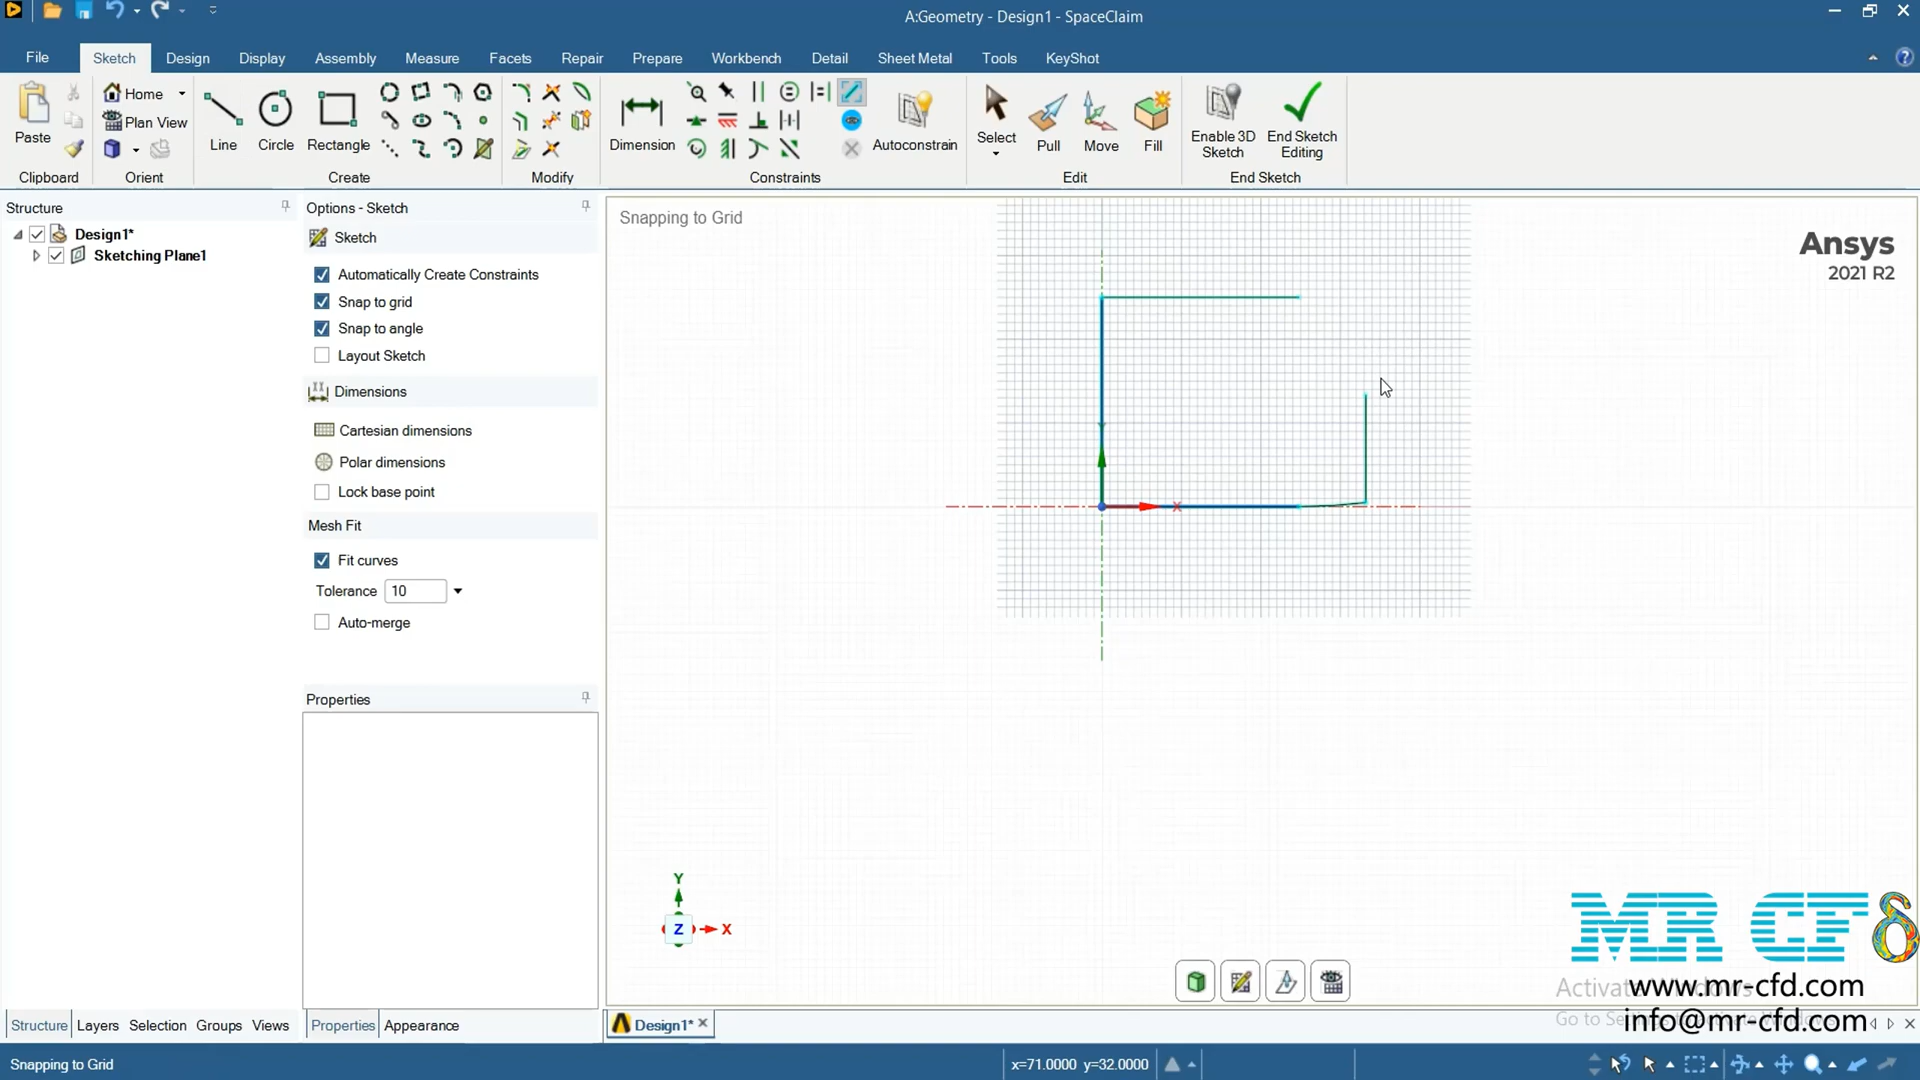 A:Geometry - Design1 - SpaceClaim
File Sketch Design Display Assembly Measure Facets Repair Prepare Workbench Detail Sheet Metal Tools KeyShot
Paste
Home
Plan View
Line Circle Rectangle
Dimension
Autoconstrain
Select Pull Move Fill
Enable 3D Sketch
End Sketch Editing
Clipboard Orient Create Modify Constraints Edit End Sketch
Structure
Design1*
Sketching Plane1
Options - Sketch
Sketch
Automatically Create Constraints
Snap to grid
Snap to angle
Layout Sketch
Dimensions
Cartesian dimensions
Polar dimensions
Lock base point
Mesh Fit
Fit curves
Tolerance 10
Auto-merge
Properties
Snapping to Grid
Ansys
2021 R2
X
Y
Z X
MR CFD
www.mr-cfd.com
info@mr-cfd.com
Structure Layers Selection Groups Views
Properties Appearance
Design1*
Snapping to Grid
x=71.0000 y=32.0000